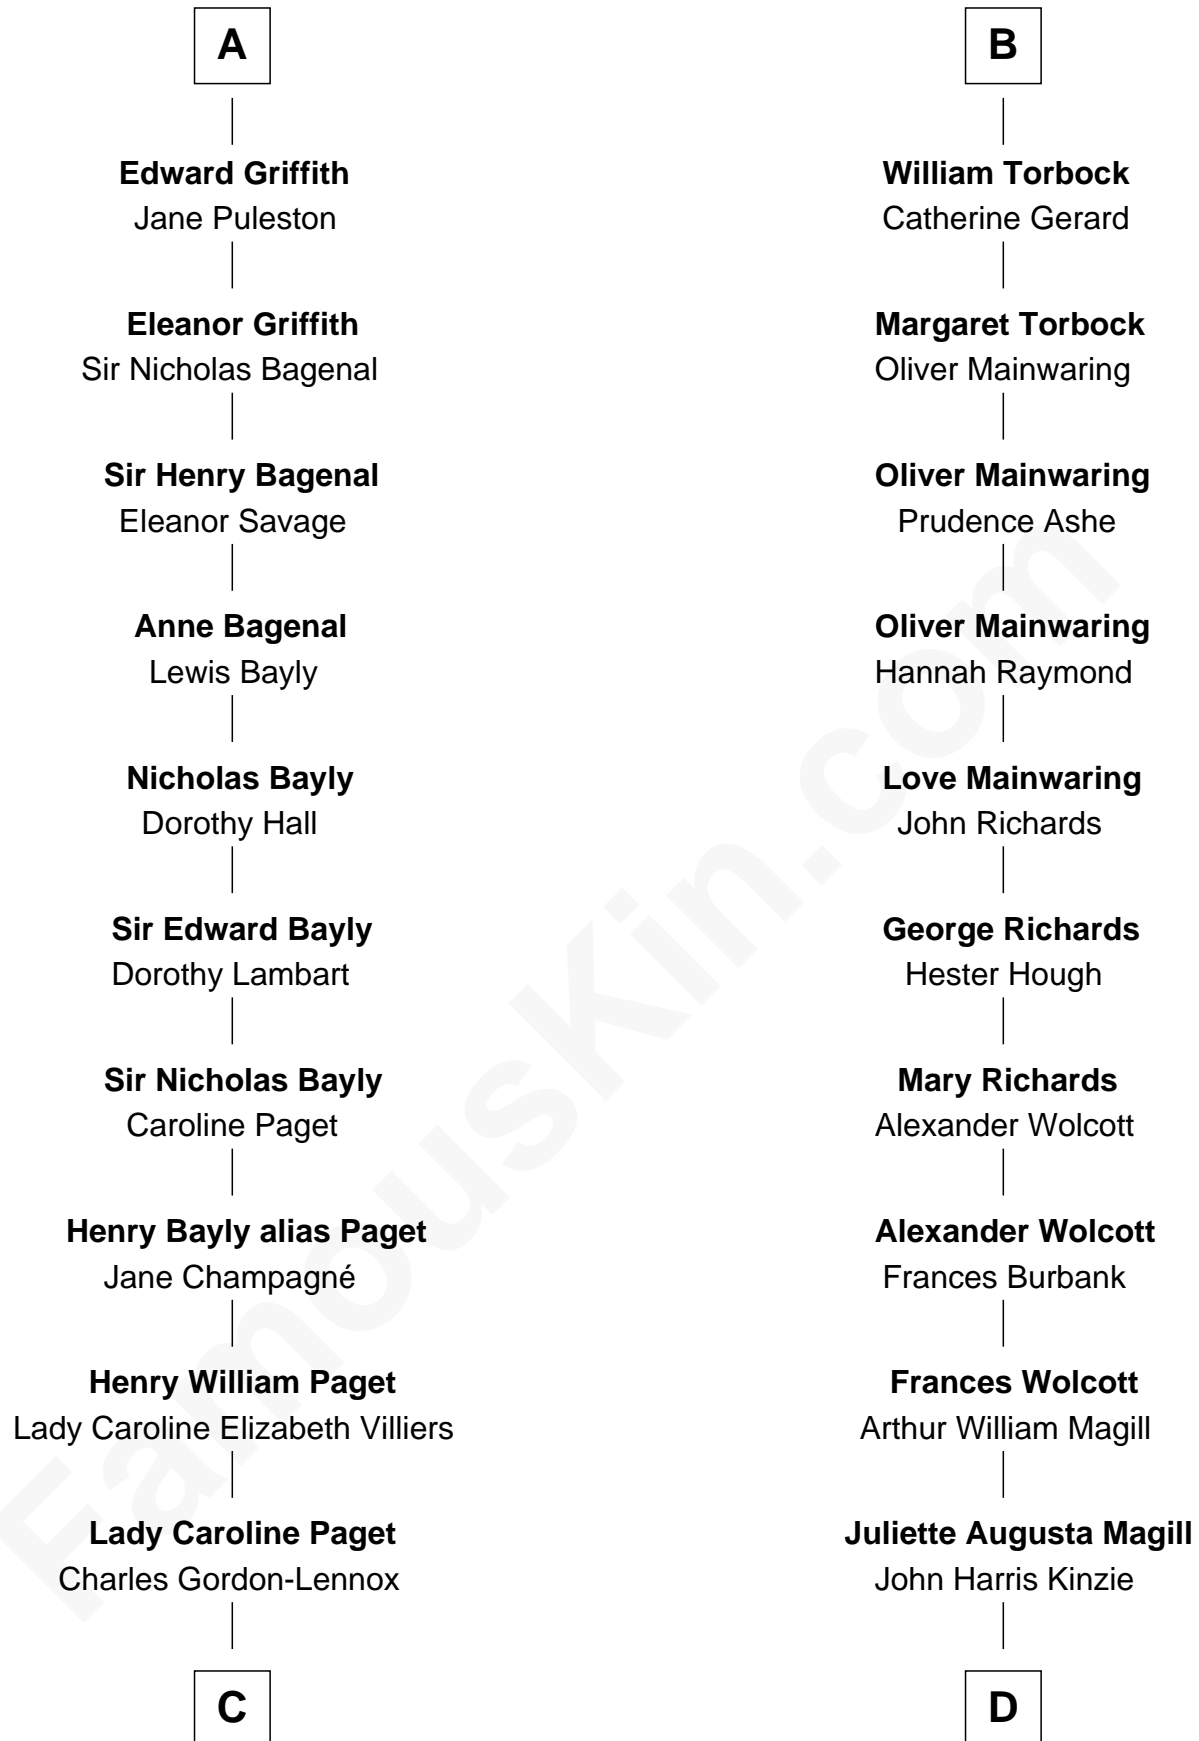 A
Edward Griffith
Jane Puleston
Eleanor Griffith
Sir Nicholas Bagenal
Sir Henry Bagenal
Eleanor Savage
Anne Bagenal
Lewis Bayly
Nicholas Bayly
Dorothy Hall
Sir Edward Bayly
Dorothy Lambart
Sir Nicholas Bayly
Caroline Paget
Henry Bayly alias Paget
Jane Champagné
Henry William Paget
Lady Caroline Elizabeth Villiers
Lady Caroline Paget
Charles Gordon-Lennox
C
B
William Torbock
Catherine Gerard
Margaret Torbock
Oliver Mainwaring
Oliver Mainwaring
Prudence Ashe
Oliver Mainwaring
Hannah Raymond
Love Mainwaring
John Richards
George Richards
Hester Hough
Mary Richards
Alexander Wolcott
Alexander Wolcott
Frances Burbank
Frances Wolcott
Arthur William Magill
Juliette Augusta Magill
John Harris Kinzie
D
FamousKin.com